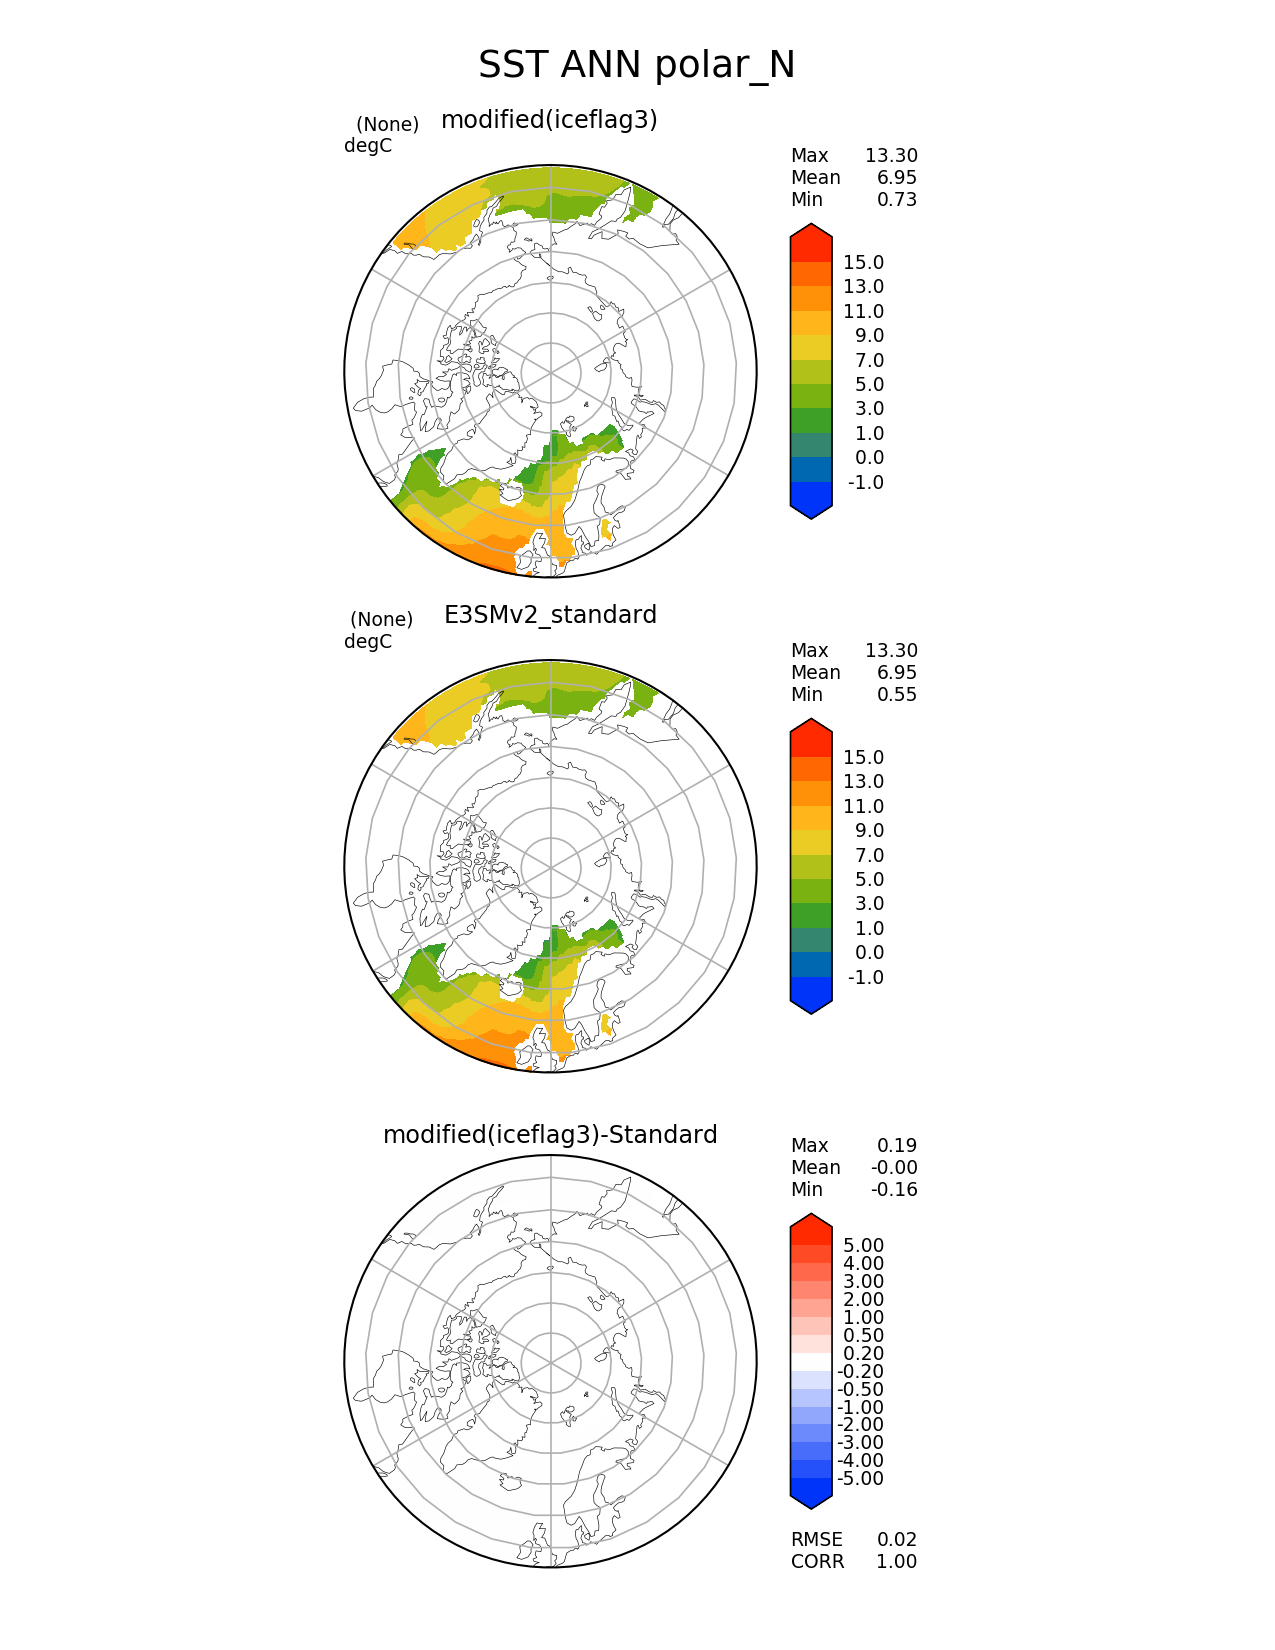 SST ANN polar_N
(None)
degC
modified(iceflag3)
Max 13.30
Mean 6.95
Min 0.73
15.0
13.0
11.0
9.0
7.0
5.0
3.0
1.0
0.0
-1.0
(None)
degC
E3SMv2_standard
Max 13.30
Mean 6.95
Min 0.55
15.0
13.0
11.0
9.0
7.0
5.0
3.0
1.0
0.0
-1.0
modified(iceflag3)-Standard
Max 0.19
Mean -0.00
Min -0.16
5.00
4.00
3.00
2.00
1.00
0.50
0.20
-0.20
-0.50
-1.00
-2.00
-3.00
-4.00
-5.00
RMSE 0.02
CORR 1.00